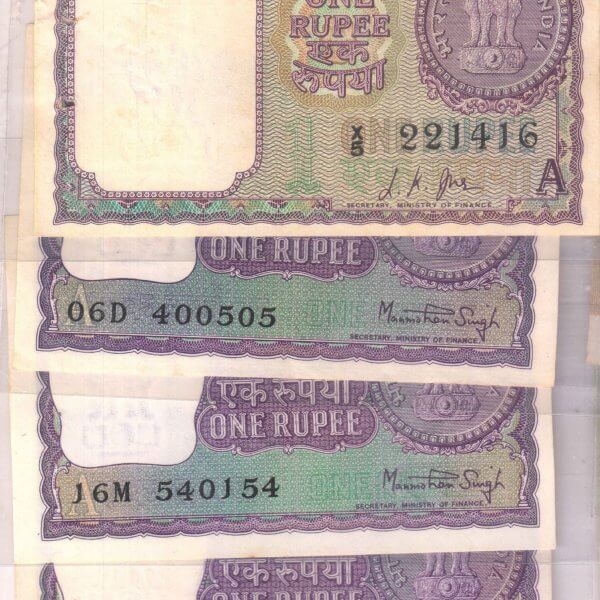 ONE
RUPEE
एक
रुपया
INDIA
X/5 221416
A
SECRETARY, MINISTRY OF FINANCE.
ONE RUPEE
A
06D 400505
Manmohan Singh
SECRETARY, MINISTRY OF FINANCE.
एक रुपया
ONE RUPEE
A
16M 540154
Manmohan Singh
SECRETARY, MINISTRY OF FINANCE.
एक रुपया
ONE RUPEE